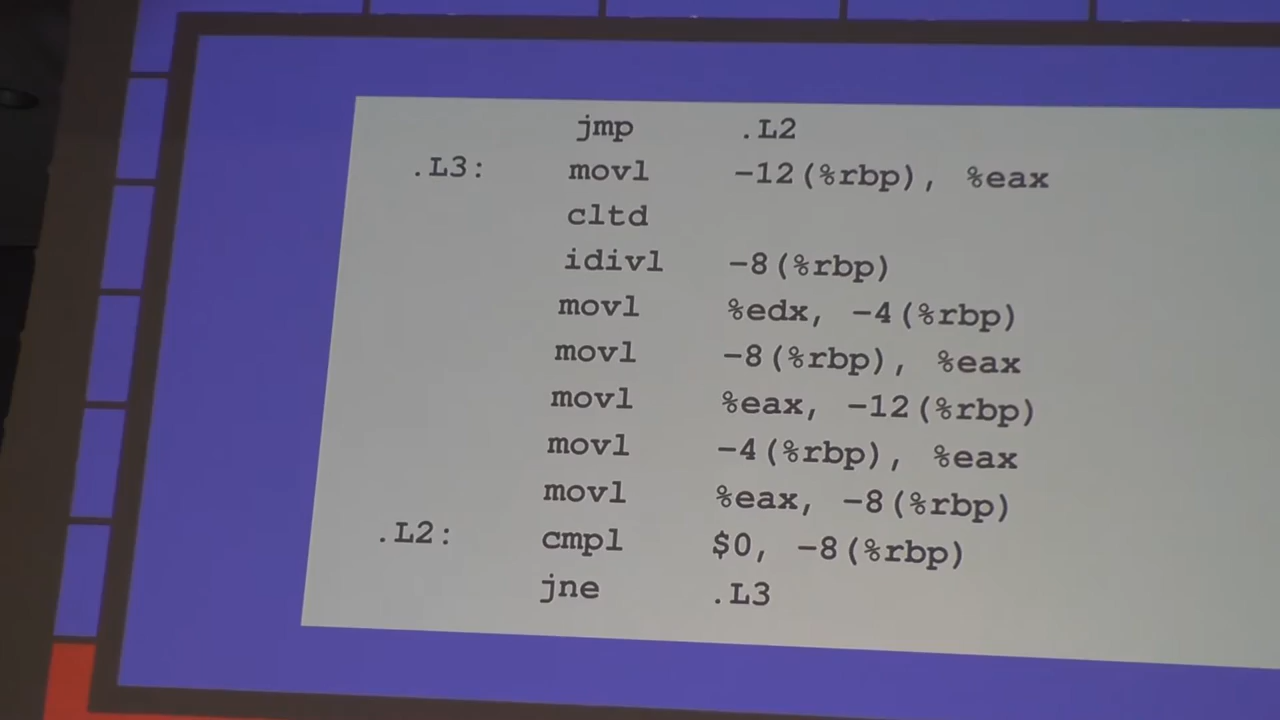 jmp .L2
.L3: movl -12(%rbp), %eax
cltd
idivl -8(%rbp)
movl %edx, -4(%rbp)
movl -8(%rbp), %eax
movl %eax, -12(%rbp)
movl -4(%rbp), %eax
movl %eax, -8(%rbp)
.L2: cmpl $0, -8(%rbp)
jne .L3